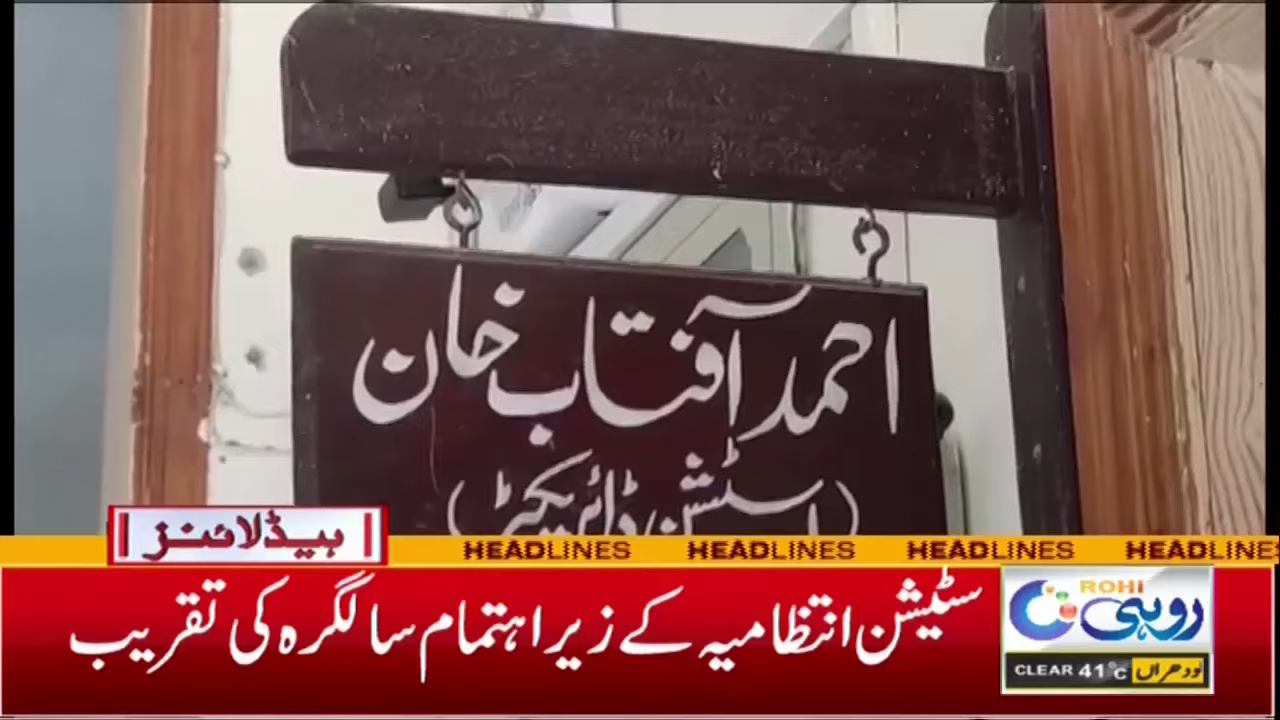 احمد آفتاب خان
(اسٹیشن ڈائریکٹر)
ہیڈلائنز
HEADLINES HEADLINES HEADLINES HEADLINES
سٹیشن انتظامیہ کے زیر اہتمام سالگرہ کی تقریب
ROHI
روہی
CLEAR 41°C لودھراں